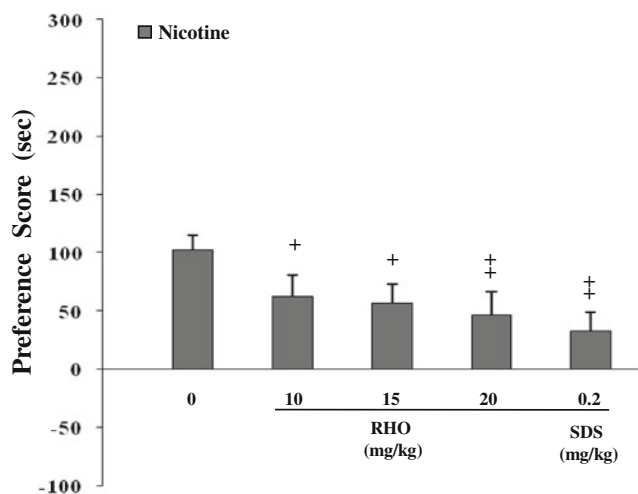 300
Nicotine
250
200
150
100
50
0
-50
-100
Preference Score (sec)
+ + ++ ++
0 10 15 20 0.2
RHO SDS
(mg/kg) (mg/kg)